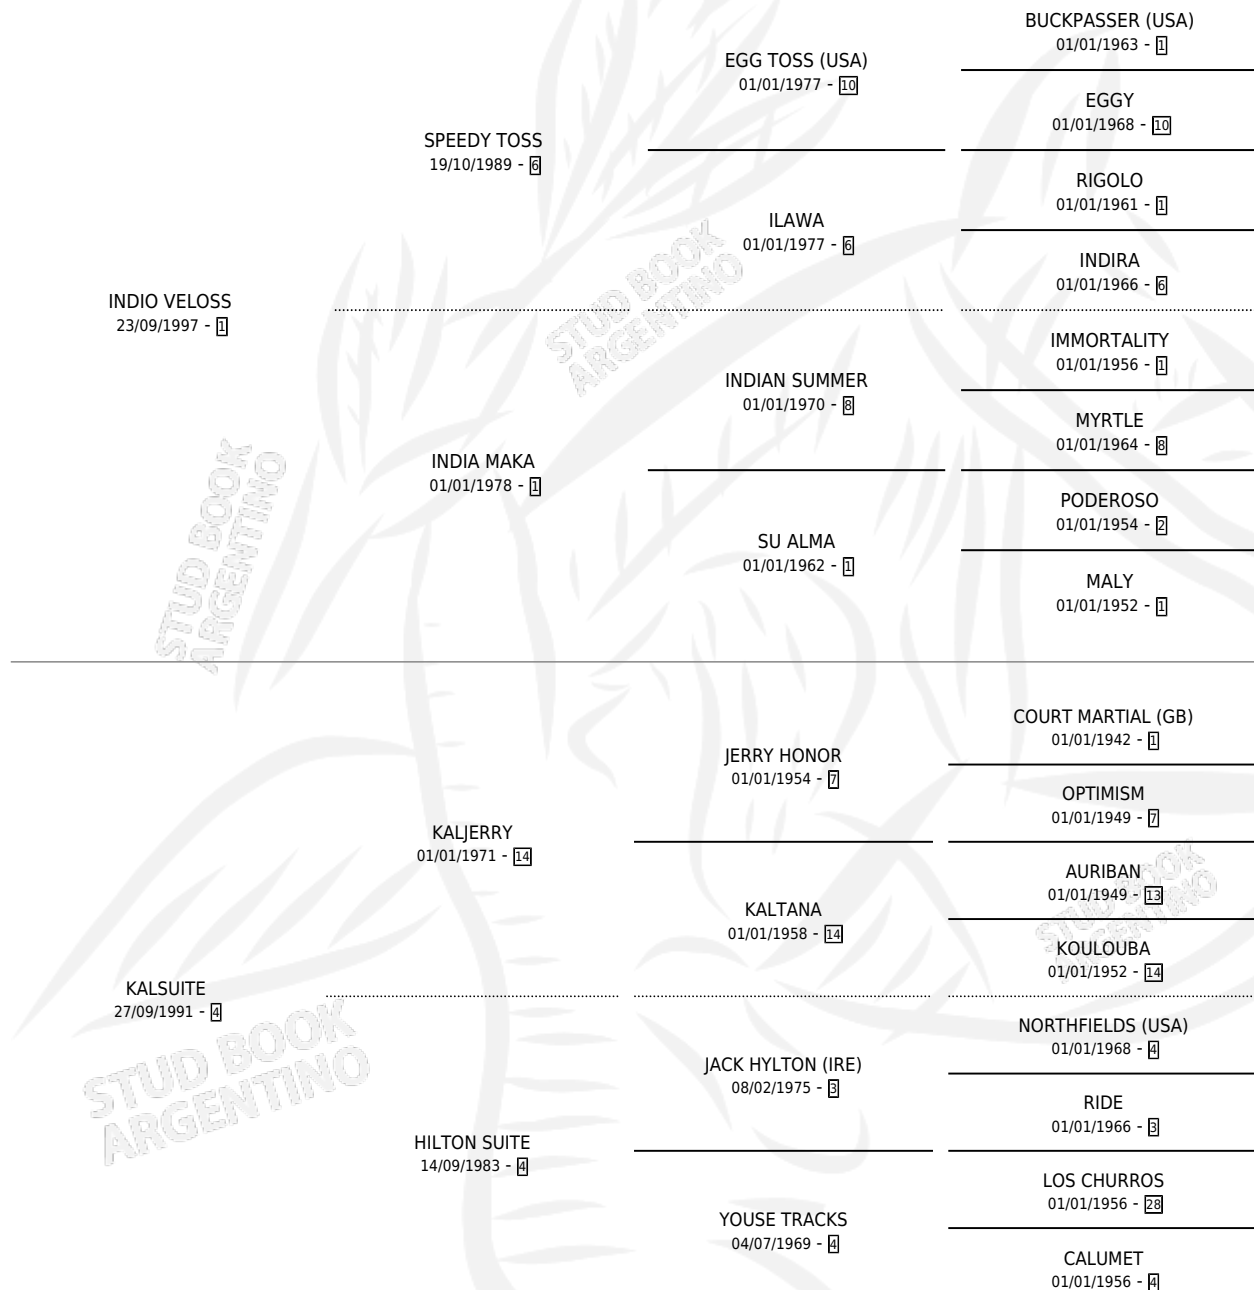 BUCKPASSER (USA)
01/01/1963 - 1
EGG TOSS (USA)
01/01/1977 - 10
EGGY
01/01/1968 - 10
SPEEDY TOSS
19/10/1989 - 6
RIGOLO
01/01/1961 - 1
ILAWA
01/01/1977 - 6
INDIRA
01/01/1966 - 6
INDIO VELOSS
23/09/1997 - 1
IMMORTALITY
01/01/1956 - 1
INDIAN SUMMER
01/01/1970 - 8
MYRTLE
01/01/1964 - 8
INDIA MAKA
01/01/1978 - 1
PODEROSO
01/01/1954 - 2
SU ALMA
01/01/1962 - 1
MALY
01/01/1952 - 1
COURT MARTIAL (GB)
01/01/1942 - 1
JERRY HONOR
01/01/1954 - 7
OPTIMISM
01/01/1949 - 7
KALJERRY
01/01/1971 - 14
AURIBAN
01/01/1949 - 13
KALTANA
01/01/1958 - 14
KOULOUBA
01/01/1952 - 14
KALSUITE
27/09/1991 - 4
NORTHFIELDS (USA)
01/01/1968 - 4
JACK HYLTON (IRE)
08/02/1975 - 3
RIDE
01/01/1966 - 3
HILTON SUITE
14/09/1983 - 4
LOS CHURROS
01/01/1956 - 28
YOUSE TRACKS
04/07/1969 - 4
CALUMET
01/01/1956 - 4
STUD BOOK
ARGENTINO
STUD BOOK
ARGENTINO
STUD BOOK
ARGENTINO
STUD BOOK
ARGENTINO